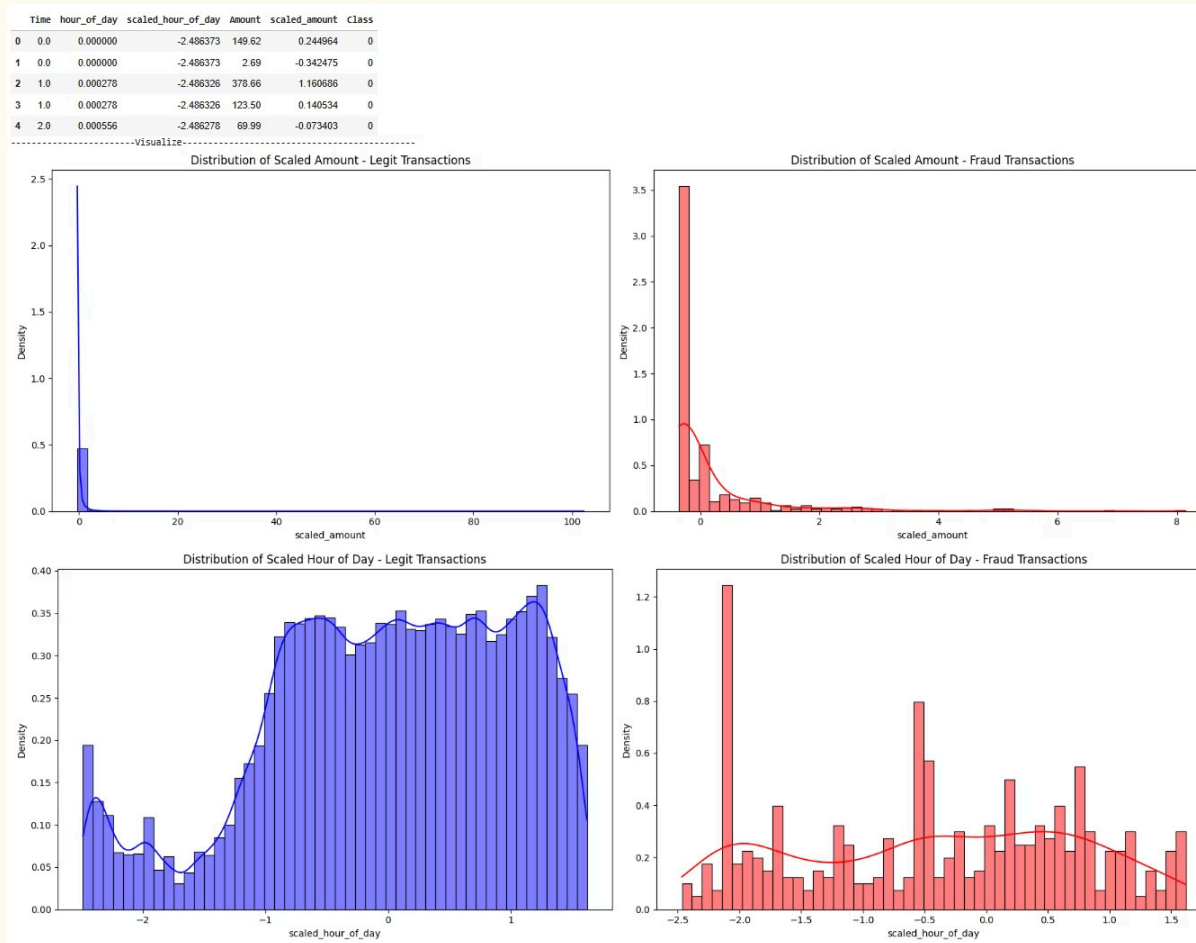 Time hour_of_day scaled_hour_of_day Amount scaled_amount Class
0 0.0 0.000000 -2.486373 149.62 0.244964 0
1 0.0 0.000000 -2.486373 2.69 -0.342475 0
2 1.0 0.000278 -2.486326 378.66 1.160686 0
3 1.0 0.000278 -2.486326 123.50 0.140534 0
4 2.0 0.000556 -2.486278 69.99 -0.073403 0
-----------------------Visualize-------------------------------------------
Distribution of Scaled Amount - Legit Transactions
2.5
2.0
1.5
1.0
0.5
0.0
Density
0 20 40 60 80 100
scaled_amount
Distribution of Scaled Amount - Fraud Transactions
3.5
3.0
2.5
2.0
1.5
1.0
0.5
0.0
Density
0 2 4 6 8
scaled_amount
Distribution of Scaled Hour of Day - Legit Transactions
0.40
0.35
0.30
0.25
0.20
0.15
0.10
0.05
0.00
Density
−2 −1 0 1
scaled_hour_of_day
Distribution of Scaled Hour of Day - Fraud Transactions
1.2
1.0
0.8
0.6
0.4
0.2
0.0
Density
−2.5 −2.0 −1.5 −1.0 −0.5 0.0 0.5 1.0 1.5
scaled_hour_of_day